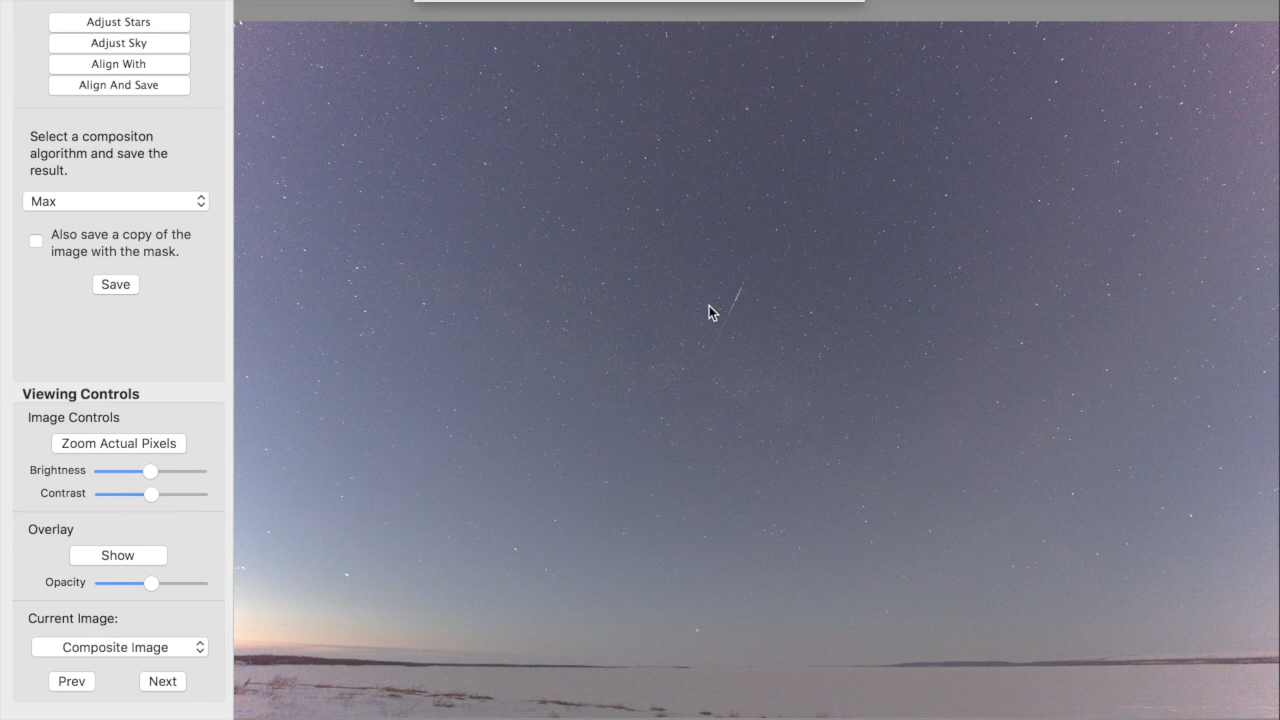 Adjust Stars
Adjust Sky
Align With
Align And Save
Select a compositon
algorithm and save the
result.
Max
Also save a copy of the
image with the mask.
Save
Viewing Controls
Image Controls
Zoom Actual Pixels
Brightness
Contrast
Overlay
Show
Opacity
Current Image:
Composite Image
Prev Next